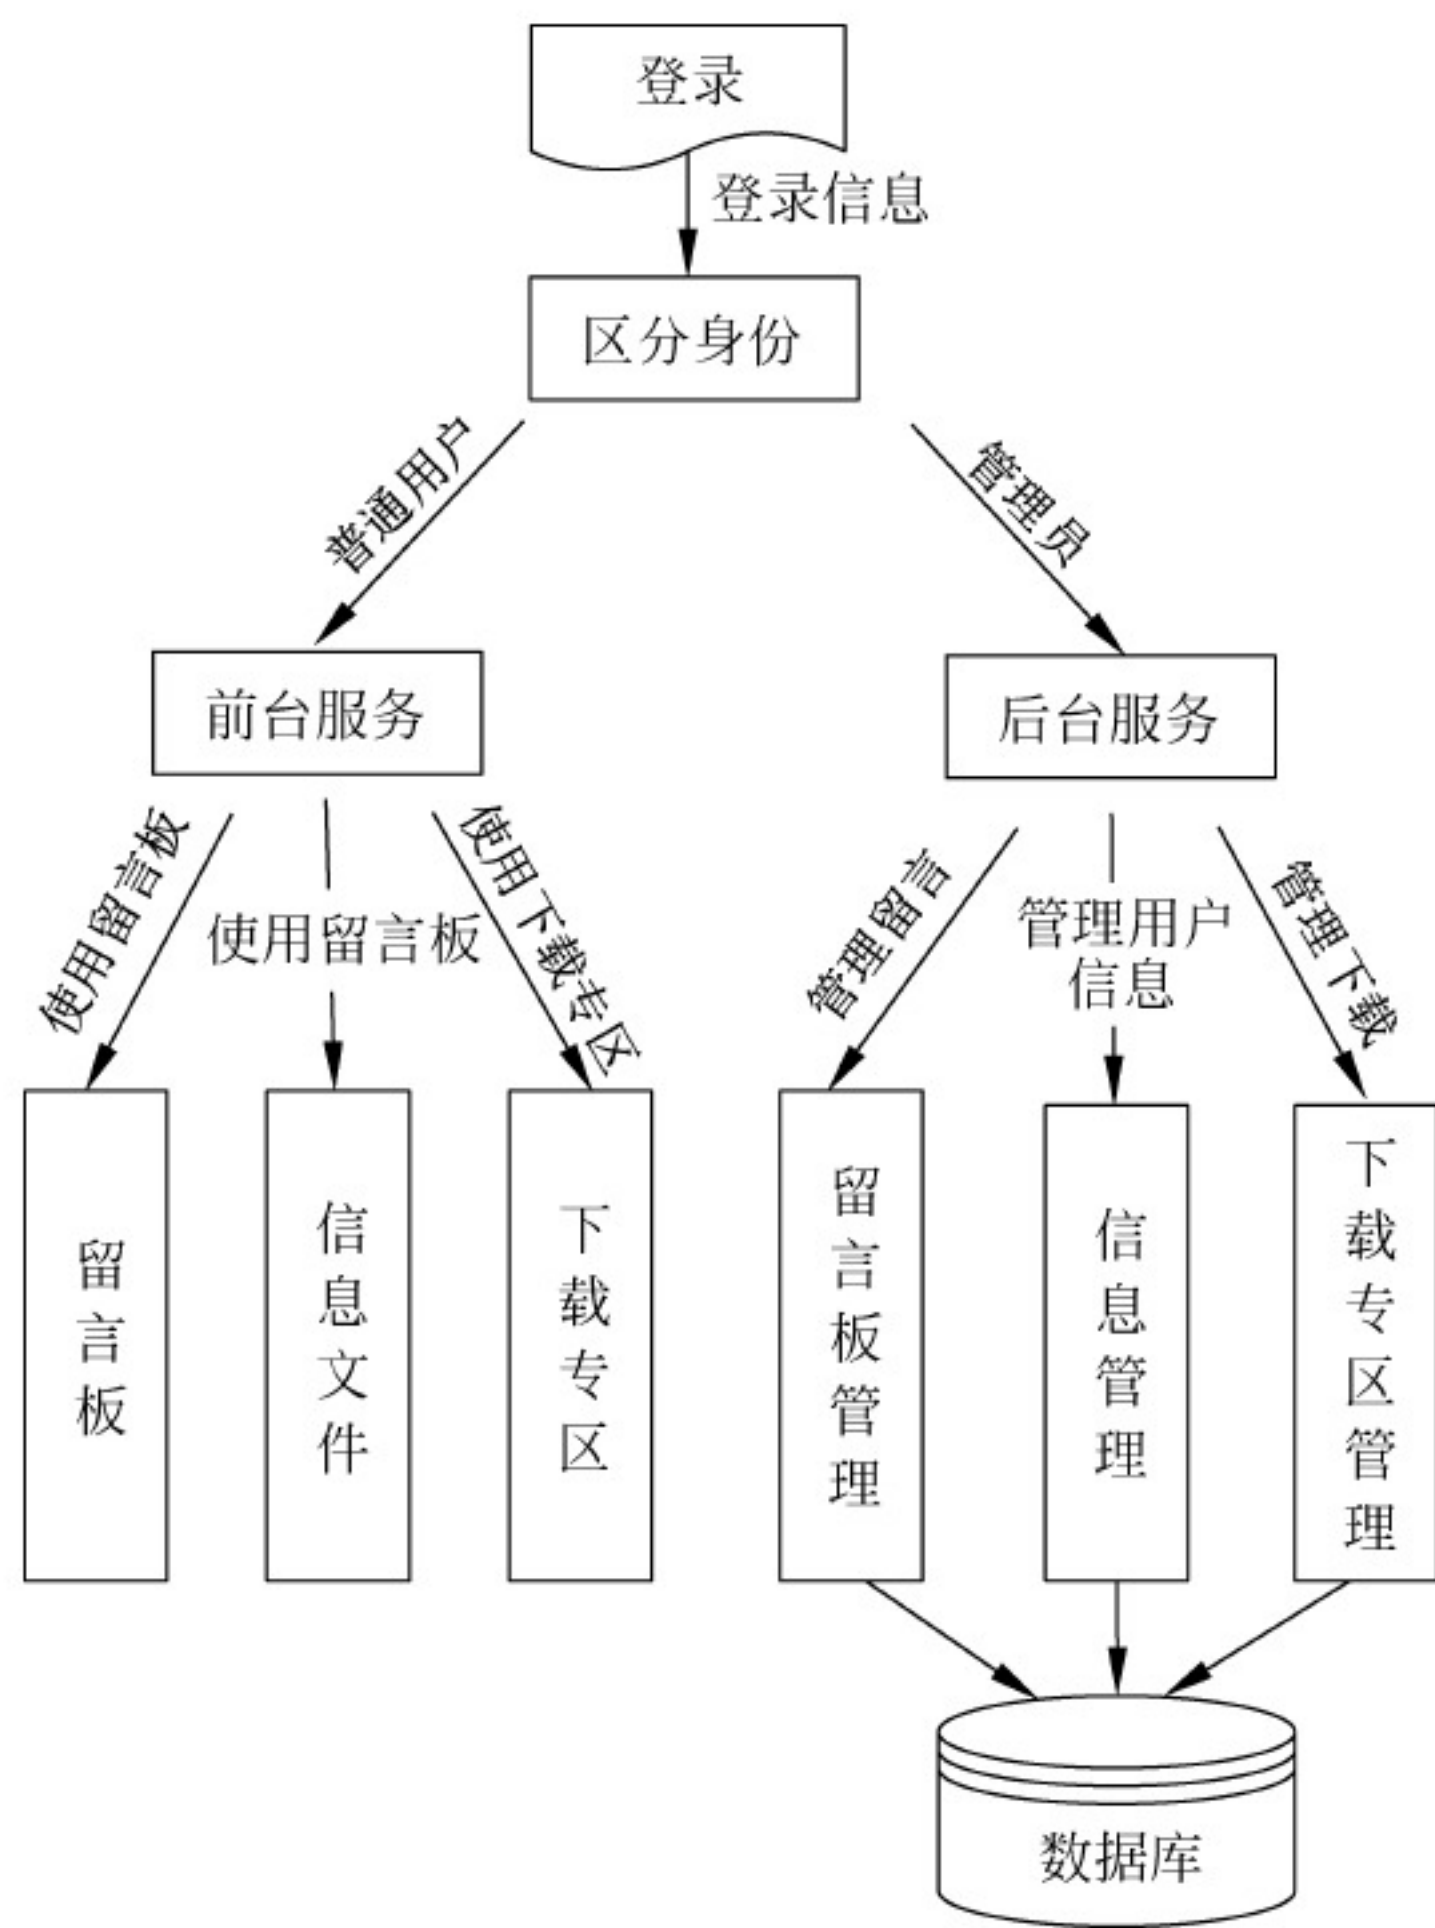 登录
登录信息
区分身份
普通用户
管理员
前台服务
后台服务
使用留言板
使用留言板
使用下载专区
管理留言
管理用户
信息
管理下载
留言板
信息文件
下载专区
留言板管理
信息管理
下载专区管理
数据库